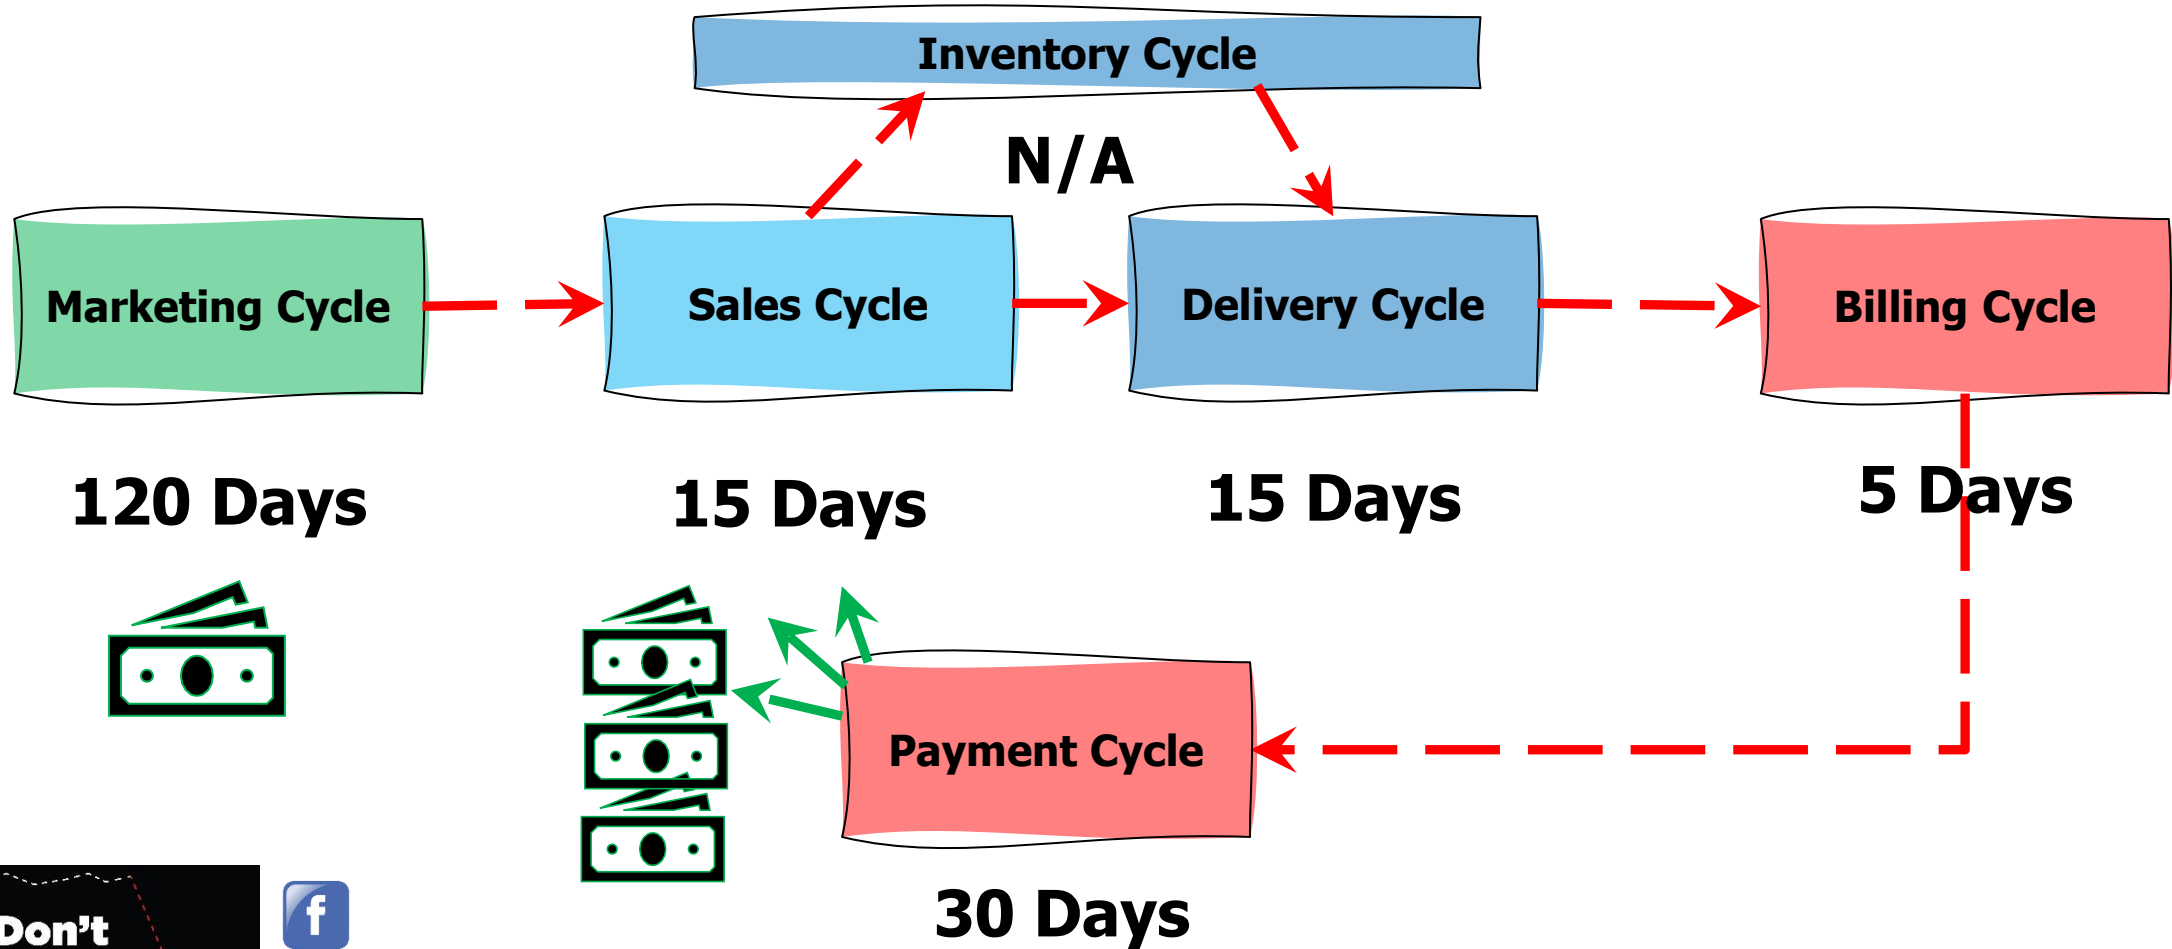 Inventory Cycle
N/A
Marketing Cycle
Sales Cycle
Delivery Cycle
Billing Cycle
120 Days
15 Days
15 Days
5 Days
Payment Cycle
30 Days
Don't
f